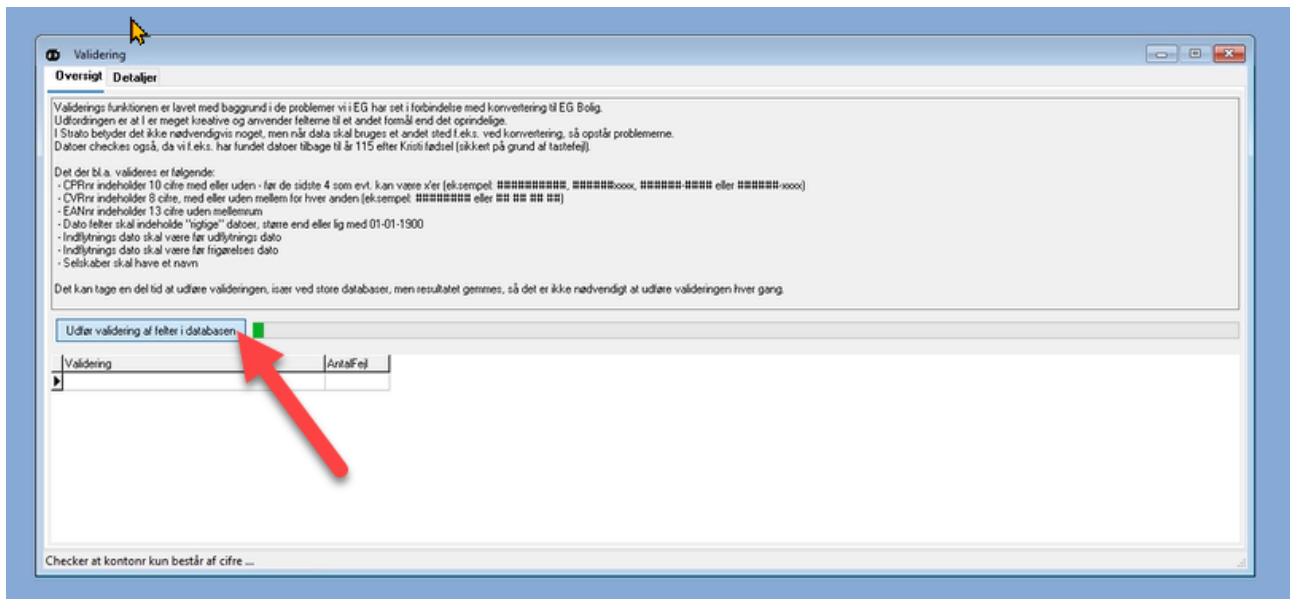 Validering
Oversigt Detaljer
Validerings funktionen er lavet med baggrund i de problemer vi i EG har set i forbindelse med konvertering til EG Bolig.
Udfordringen er at I er meget kreative og anvender felterne til et andet formål end det oprindelige.
I Strato betyder det ikke nødvendigvis noget, men når data skal bruges et andet sted f.eks. ved konvertering, så opstår problemerne.
Datoer checkes også, da vi f.eks. har fundet datoer tilbage til år 115 efter Kristi fødsel (sikkert på grund af tastefejl).
Det der bl.a. valideres er følgende:
- CPRnr indeholder 10 cifre med eller uden - før de sidste 4 som evt. kan være x'er (eksempel: ##########, ######xxxx, ######-#### eller ######-xxxx)
- CVRnr indeholder 8 cifre, med eller uden mellem for hver anden (eksempel: ######## eller ## ## ## ##)
- EANnr indeholder 13 cifre uden mellemrum
- Dato felter skal indeholde "rigtige" datoer, større end eller lig med 01-01-1900
- Indflytnings dato skal være før udflytnings dato
- Indflytnings dato skal være før frigørelses dato
- Selskaber skal have et navn
Det kan tage en del tid at udføre valideringen, især ved store databaser, men resultatet gemmes, så det er ikke nødvendigt at udføre valideringen hver gang.
Udfør validering af felter i databasen
Validering AntalFejl
Checker at kontonr kun består af cifre ...